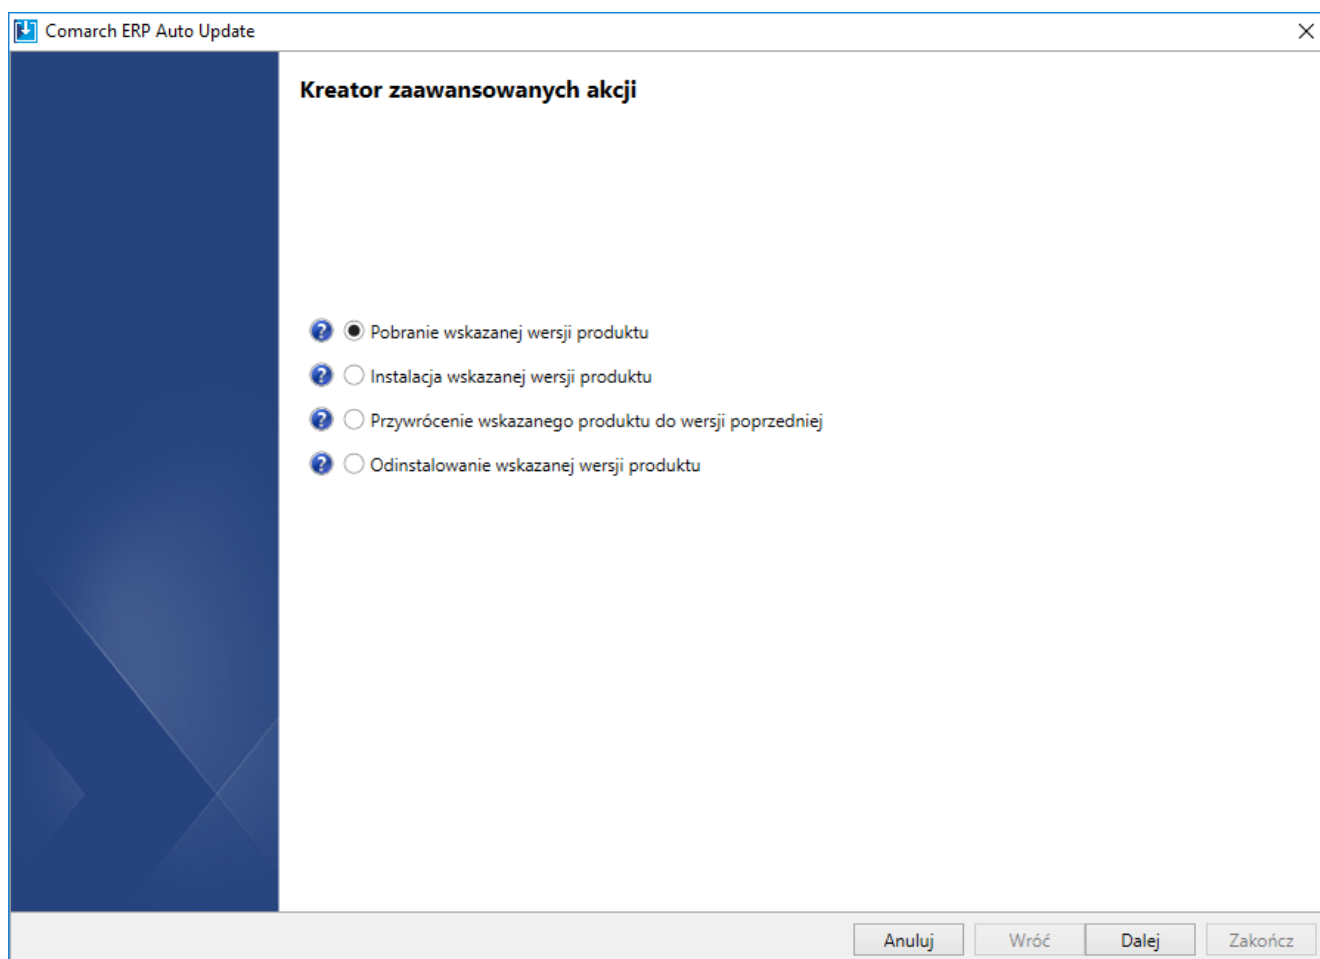 Comarch ERP Auto Update
Kreator zaawansowanych akcji
Pobranie wskazanej wersji produktu
Instalacja wskazanej wersji produktu
Przywrócenie wskazanego produktu do wersji poprzedniej
Odinstalowanie wskazanej wersji produktu
Anuluj Wróć Dalej Zakończ